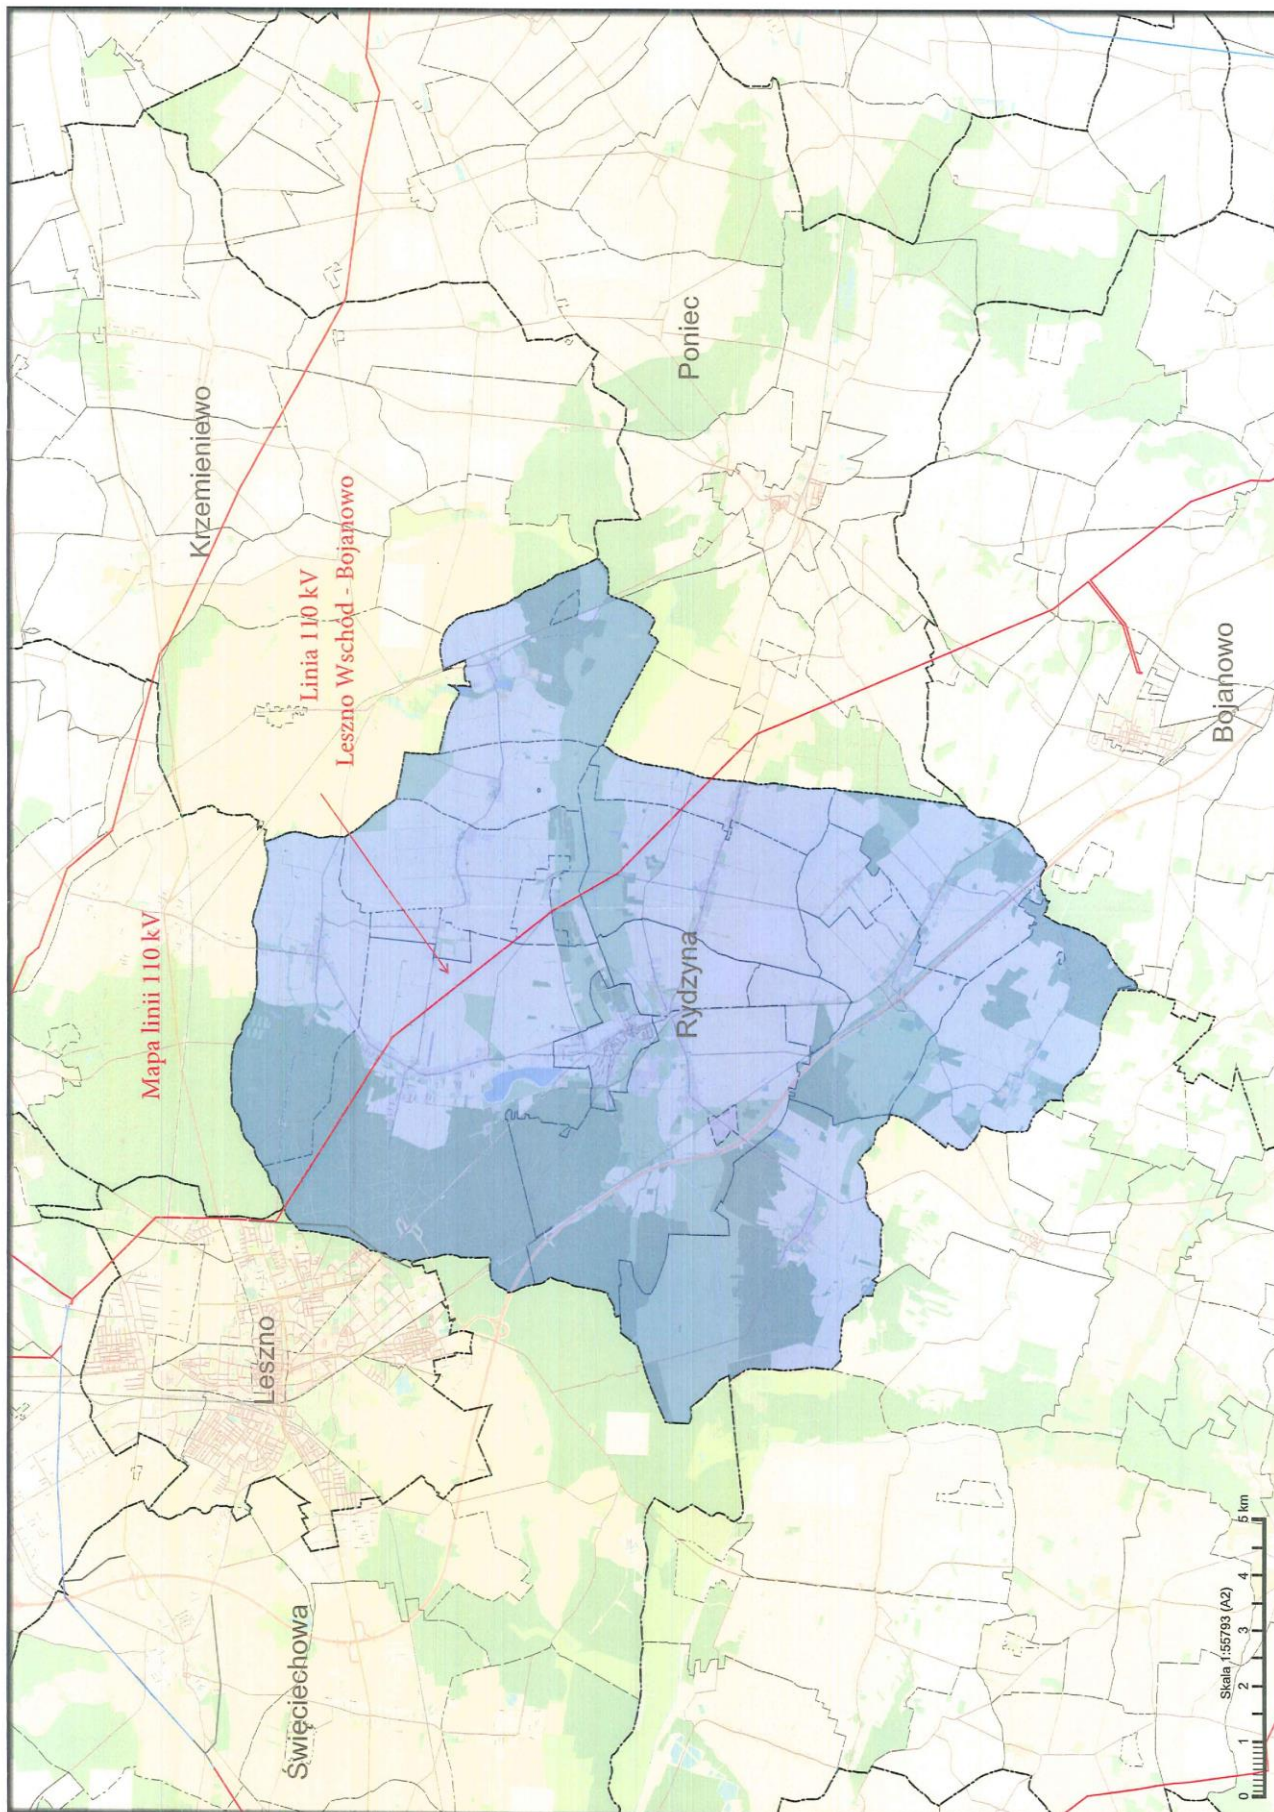 Mapa linii 110 kV
Krzemieniewo
Linia 110 kV
Leszno Wschód - Bojanowo
Leszno
Święciechowa
Poniec
Rydzyna
Bojanowo
Skala 1:55793 (A2)
0 1 2 3 4 5 km